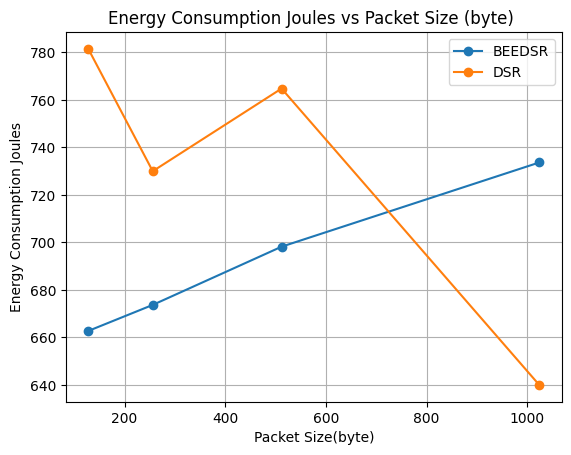 Energy Consumption Joules vs Packet Size (byte)
BEEDSR
DSR
Energy Consumption Joules
780
760
740
720
700
680
660
640
200
400
600
800
1000
Packet Size(byte)